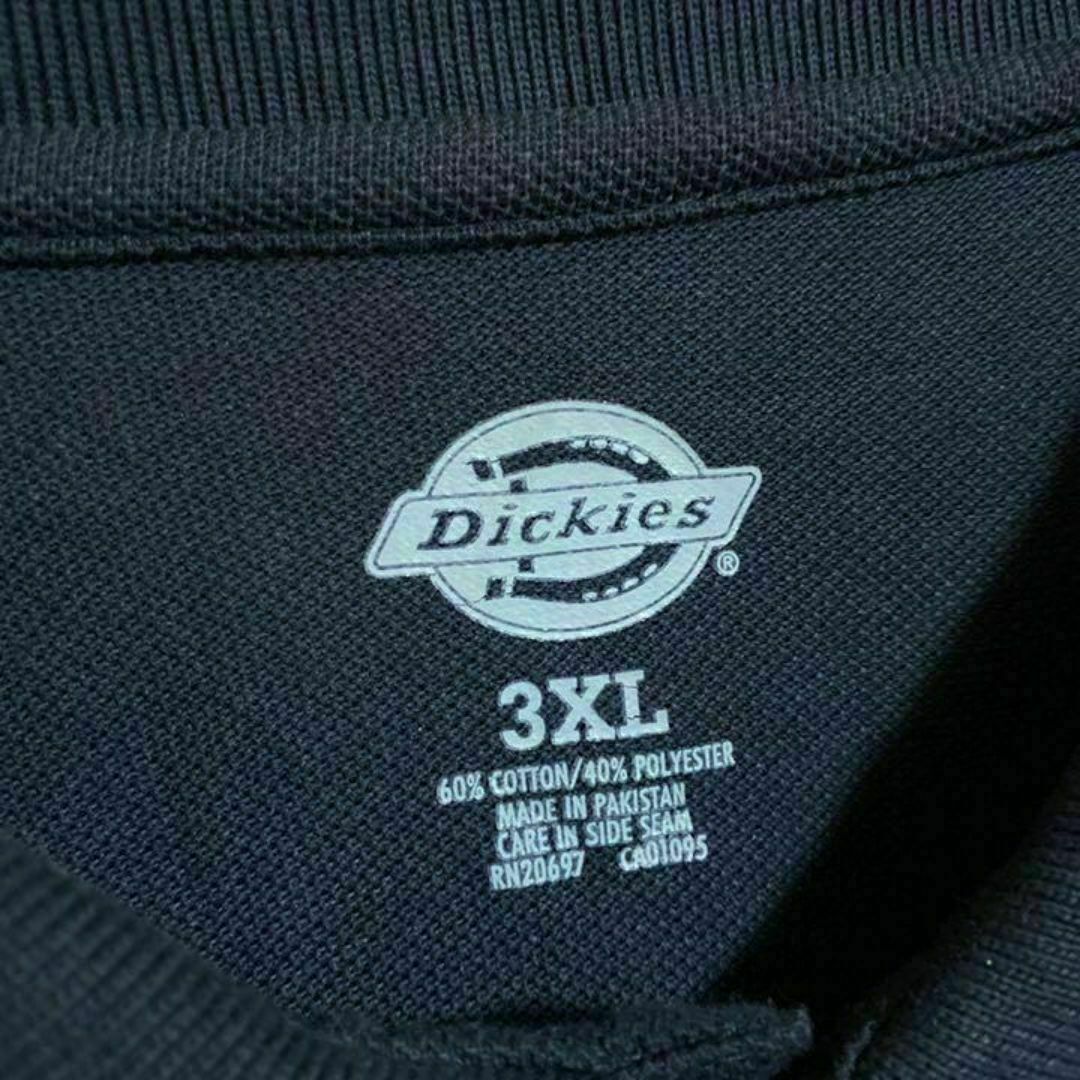 Dickies
®
3XL
60% COTTON/40% POLYESTER
MADE IN PAKISTAN
CARE IN SIDE SEAM
RN20697 CA01095